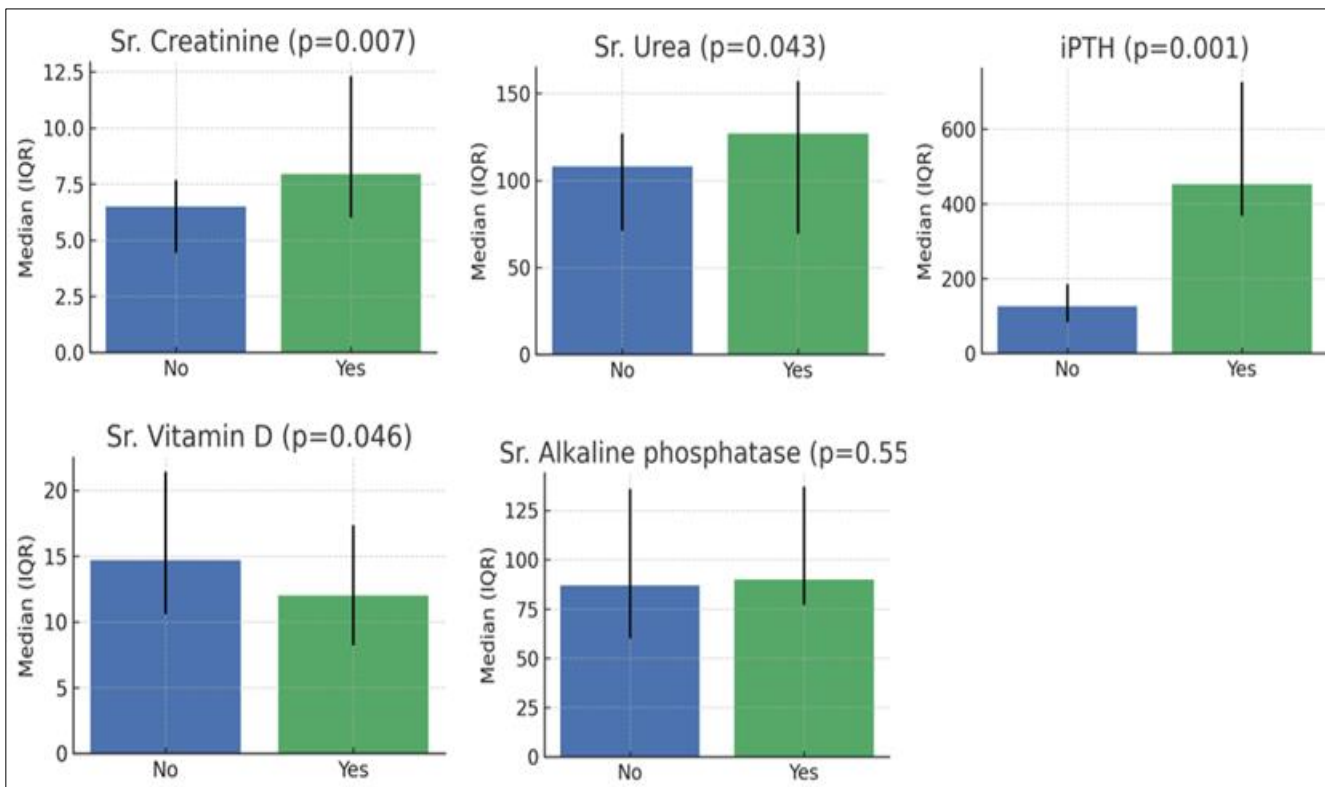 Sr. Creatinine (p=0.007)
Median (IQR)
12.5
10.0
7.5
5.0
2.5
0.0
No
Yes
Sr. Urea (p=0.043)
Median (IQR)
150
100
50
0
No
Yes
iPTH (p=0.001)
Median (IQR)
600
400
200
0
No
Yes
Sr. Vitamin D (p=0.046)
Median (IQR)
20
15
10
5
0
No
Yes
Sr. Alkaline phosphatase (p=0.55
Median (IQR)
125
100
75
50
25
0
No
Yes